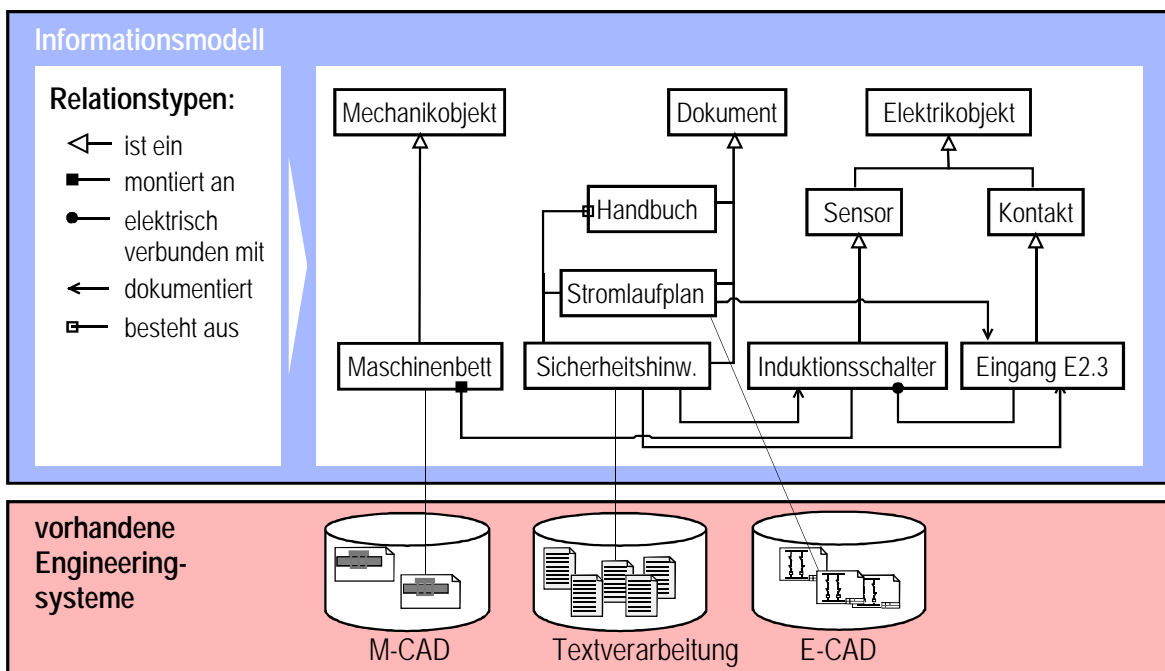 Informationsmodell
Relationstypen:
ist ein
montiert an
elektrisch
verbunden mit
dokumentiert
besteht aus
Mechanikobjekt
Dokument
Elektrikobjekt
Handbuch
Sensor
Kontakt
Stromlaufplan
Maschinenbett
Sicherheitshinw.
Induktionsschalter
Eingang E2.3
vorhandene
Engineering-
systeme
M-CAD
Textverarbeitung
E-CAD